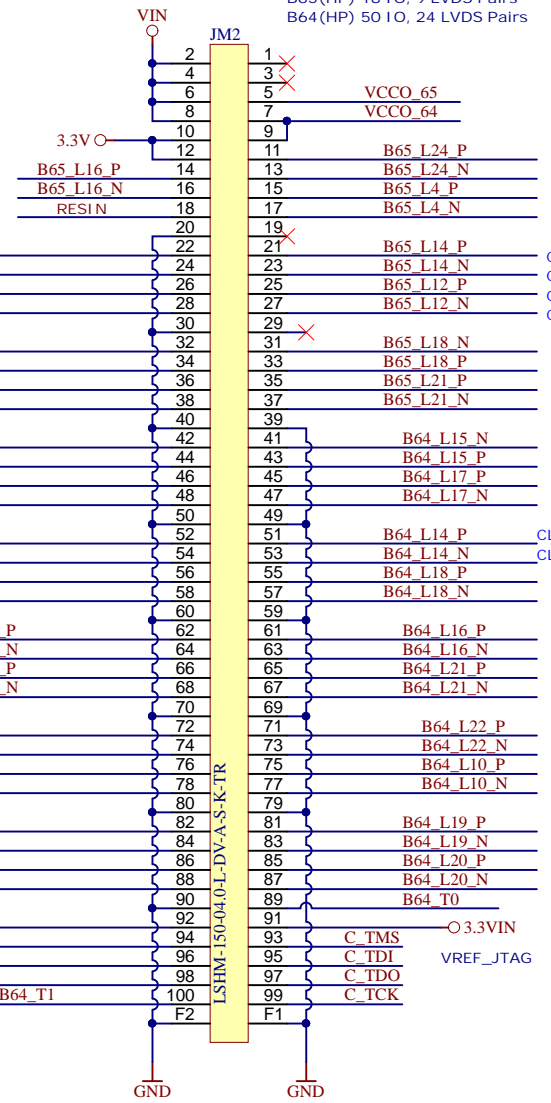 B64(HP) 50 IO, 24 LVDS Pairs
VIN
JM2
2 1
4 3
6 5 VCCO_65
8 7 VCCO_64
3.3V 10 9
12 11 B65_L24_P
B65_L16_P 14 13 B65_L24_N
B65_L16_N 16 15 B65_L4_P
RESIN 18 17 B65_L4_N
20 19
22 21 B65_L14_P
24 23 B65_L14_N
26 25 B65_L12_P
28 27 B65_L12_N
30 29
32 31 B65_L18_N
34 33 B65_L18_P
36 35 B65_L21_P
38 37 B65_L21_N
40 39
42 41 B64_L15_N
44 43 B64_L15_P
46 45 B64_L17_P
48 47 B64_L17_N
50 49
52 51 B64_L14_P CL
54 53 B64_L14_N CL
56 55 B64_L18_P
58 57 B64_L18_N
60 59
_P 62 61 B64_L16_P
_N 64 63 B64_L16_N
_P 66 65 B64_L21_P
_N 68 67 B64_L21_N
70 69
72 71 B64_L22_P
74 73 B64_L22_N
76 75 B64_L10_P
78 77 B64_L10_N
80 79
82 81 B64_L19_P
84 83 B64_L19_N
86 85 B64_L20_P
88 87 B64_L20_N
90 89 B64_T0
92 91 3.3VIN
94 93 C_TMS
96 95 C_TDI VREF_JTAG
98 97 C_TDO
B64_T1 100 99 C_TCK
F2 F1
LSHM-150-04.0-L-DV-A-S-K-TR
GND GND